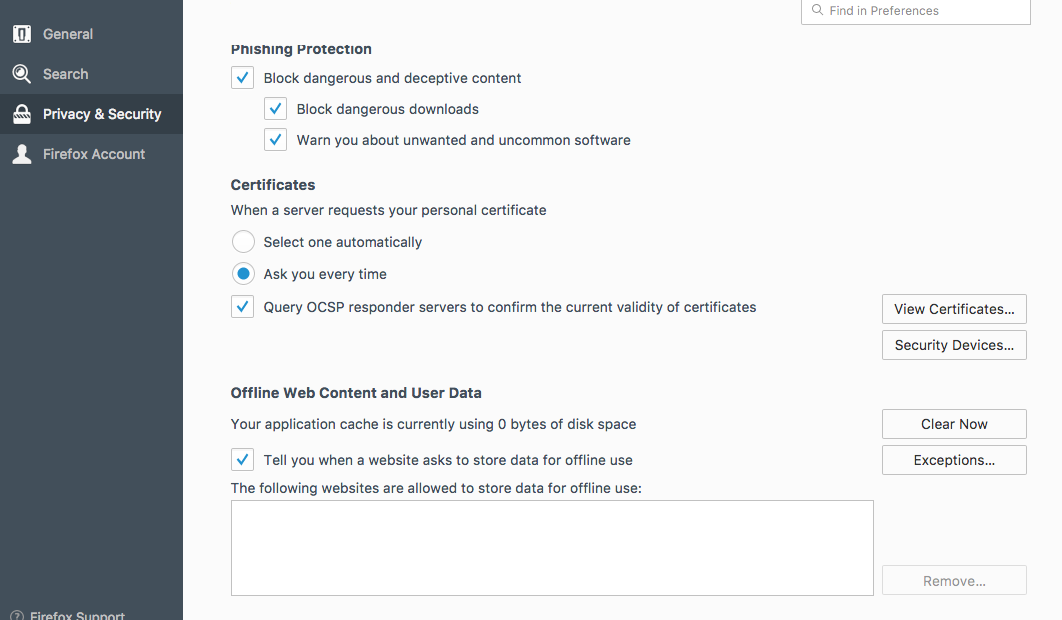 Find in Preferences
General
Search
Privacy & Security
Firefox Account
Firefox Support
Phishing Protection
Block dangerous and deceptive content
Block dangerous downloads
Warn you about unwanted and uncommon software
Certificates
When a server requests your personal certificate
Select one automatically
Ask you every time
Query OCSP responder servers to confirm the current validity of certificates
View Certificates...
Security Devices...
Offline Web Content and User Data
Your application cache is currently using 0 bytes of disk space
Clear Now
Tell you when a website asks to store data for offline use
Exceptions...
The following websites are allowed to store data for offline use:
Remove...